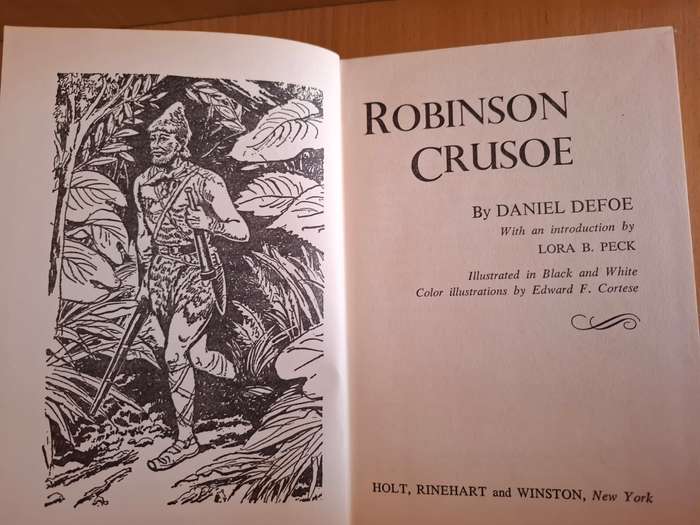 ROBINSON
CRUSOE
By DANIEL DEFOE
With an introduction by
LORA B. PECK
Illustrated in Black and White
Color illustrations by Edward F. Cortese
HOLT, RINEHART and WINSTON, New York